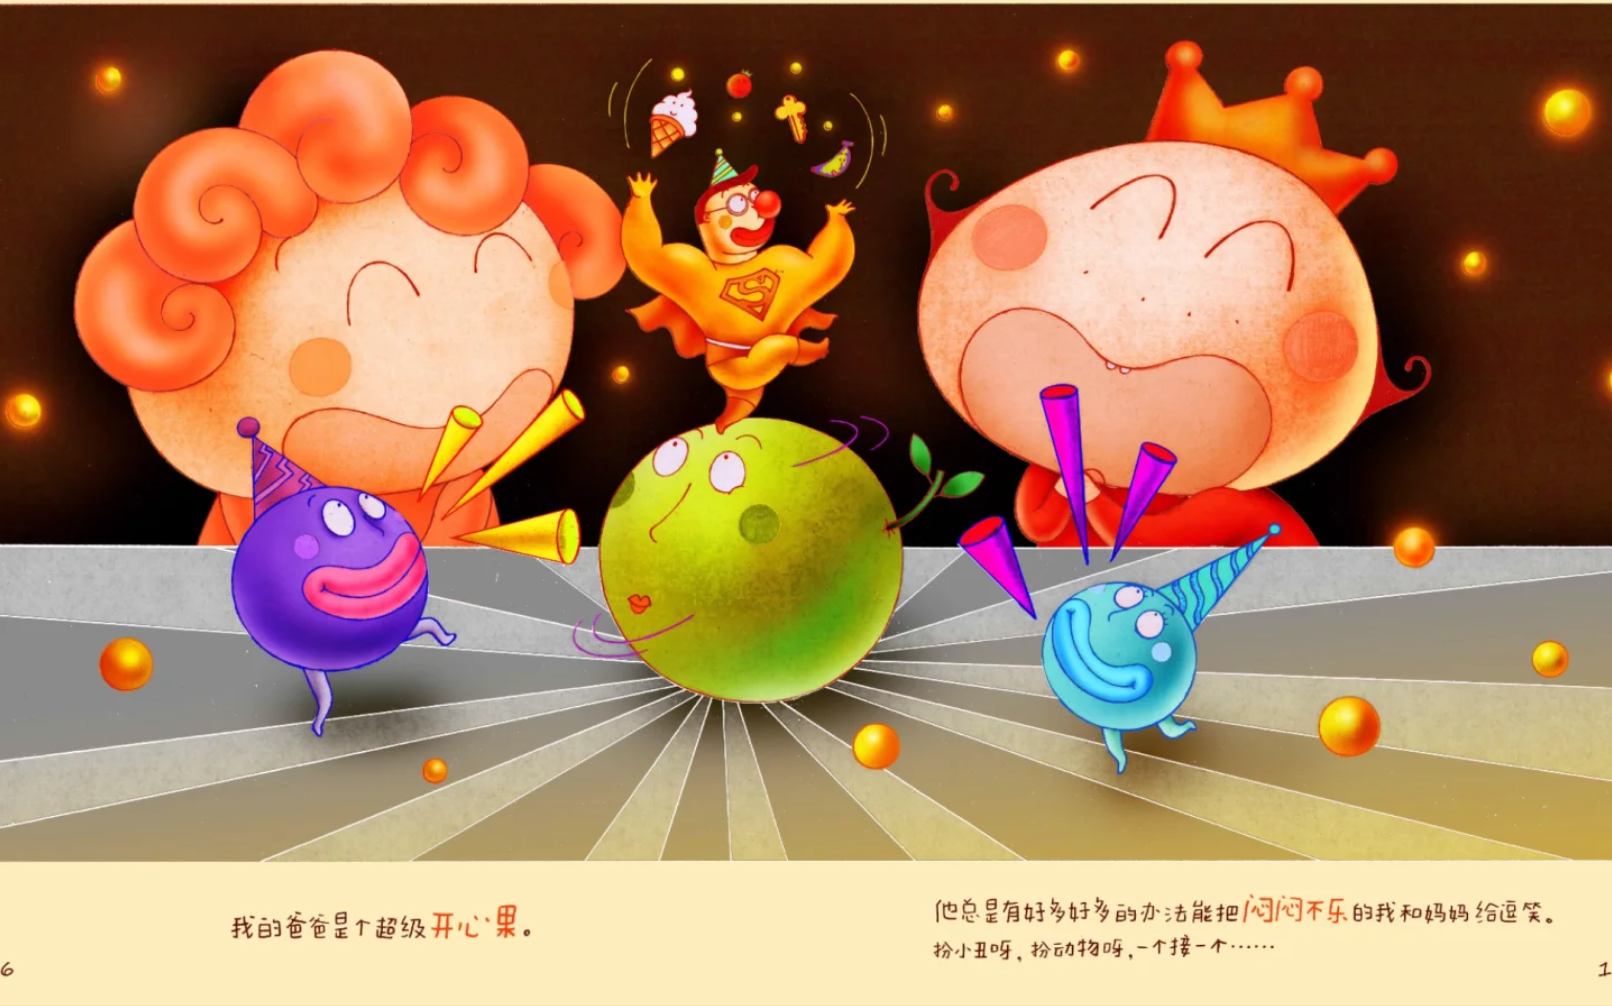 S
我的爸爸是个超级开心果。
他总是有好多好多的办法能把闷闷不乐的我和妈妈给逗笑。
扮小丑呀,扮动物呀,一个接一个……
6
1